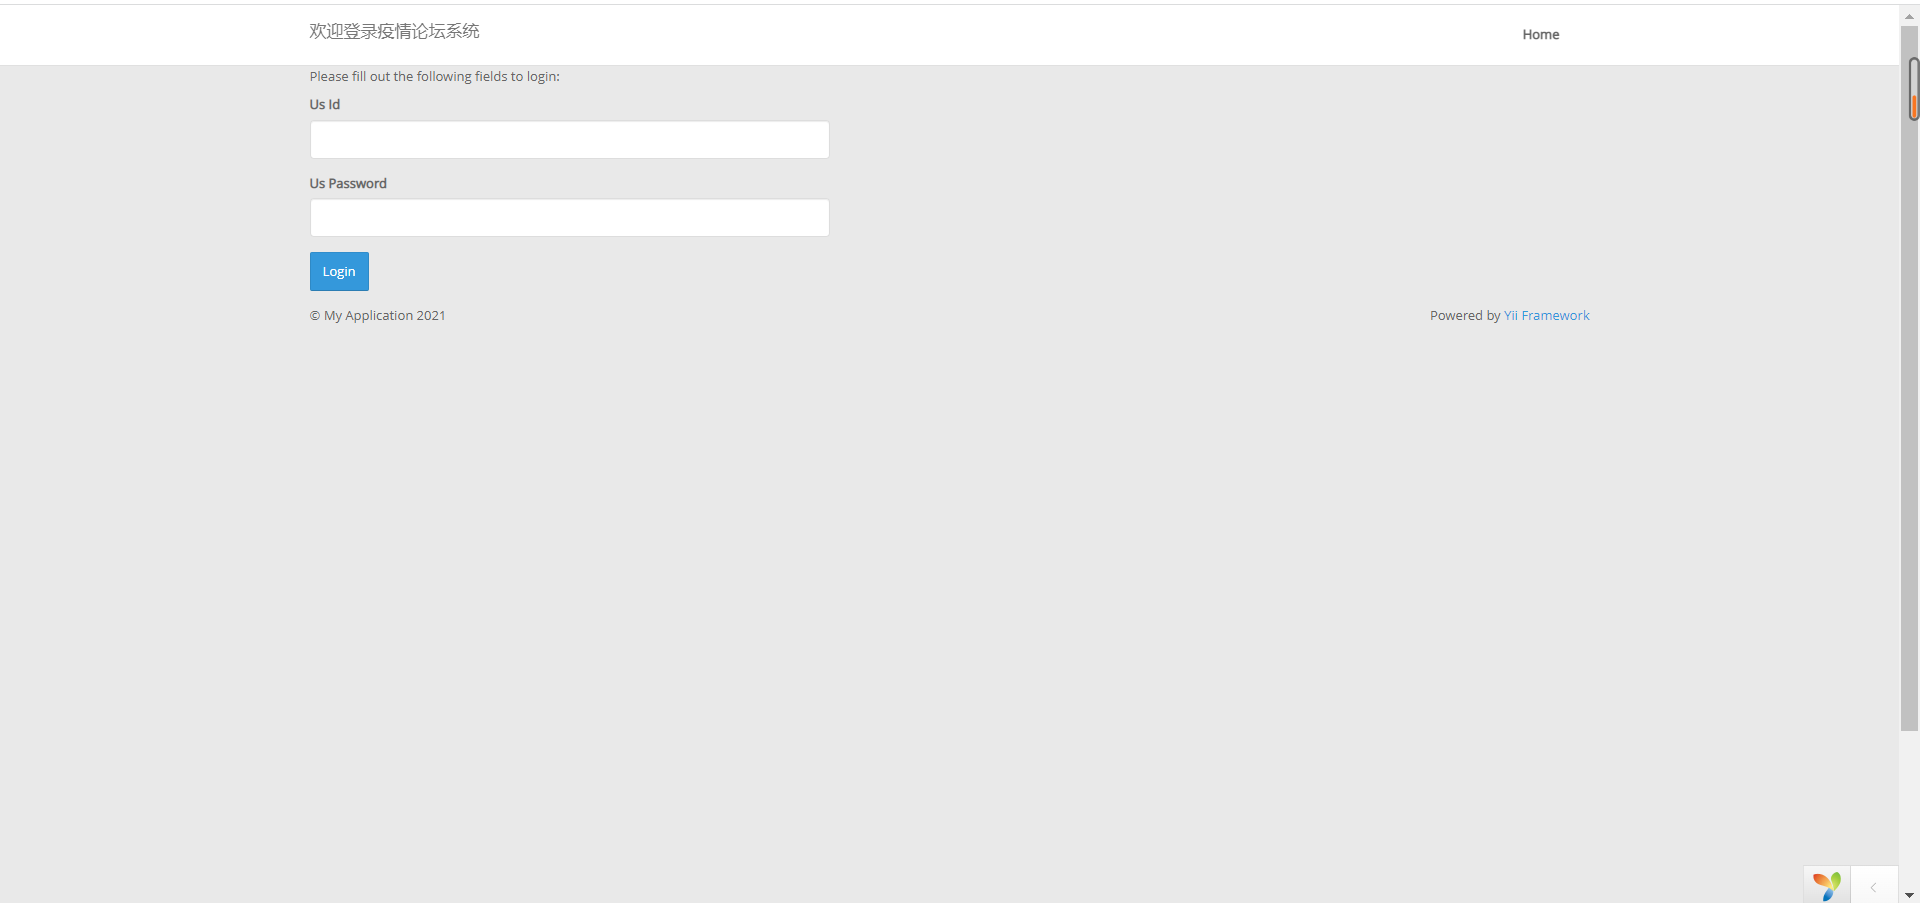 欢迎登录疫情论坛系统
Home
Please fill out the following fields to login:
Us Id
Us Password
Login
© My Application 2021
Powered by Yii Framework